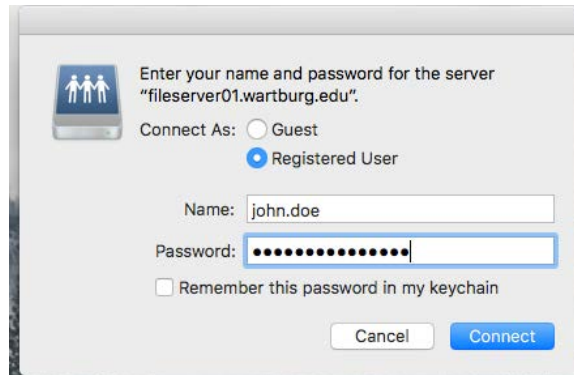 Enter your name and password for the server
“fileserver01.wartburg.edu”.
Connect As: Guest
Registered User
Name: john.doe
Password: •••••••••••••••
Remember this password in my keychain
Cancel Connect